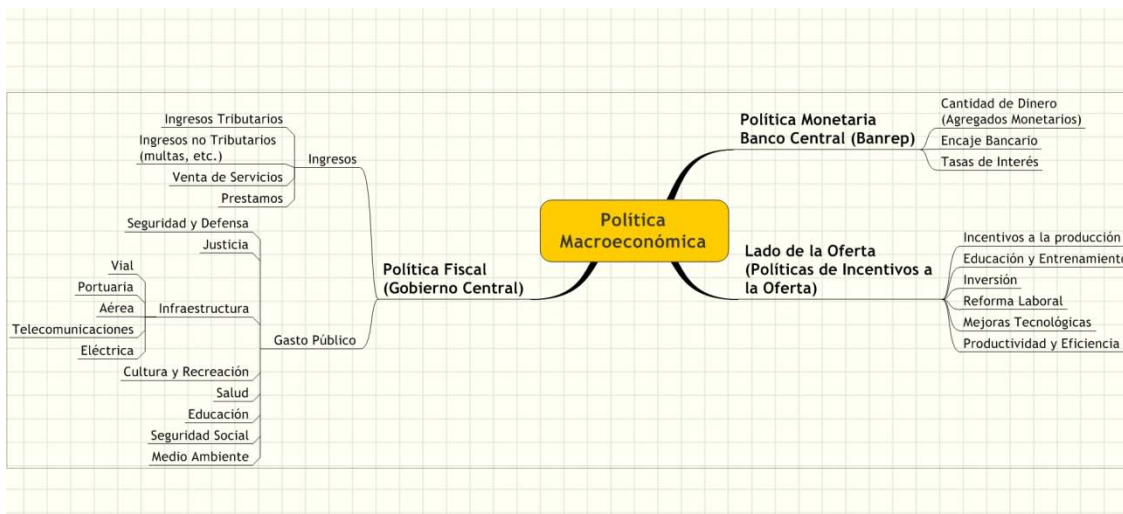 Política
Macroeconómica
Política Monetaria
Banco Central (Banrep)
Cantidad de Dinero
(Agregados Monetarios)
Encaje Bancario
Tasas de Interés
Lado de la Oferta
(Políticas de Incentivos a
la Oferta)
Incentivos a la producción
Educación y Entrenamiento
Inversión
Reforma Laboral
Mejoras Tecnológicas
Productividad y Eficiencia
Política Fiscal
(Gobierno Central)
Ingresos
Ingresos Tributarios
Ingresos no Tributarios
(multas, etc.)
Venta de Servicios
Prestamos
Gasto Público
Seguridad y Defensa
Justicia
Infraestructura
Vial
Portuaria
Aérea
Telecomunicaciones
Eléctrica
Cultura y Recreación
Salud
Educación
Seguridad Social
Medio Ambiente